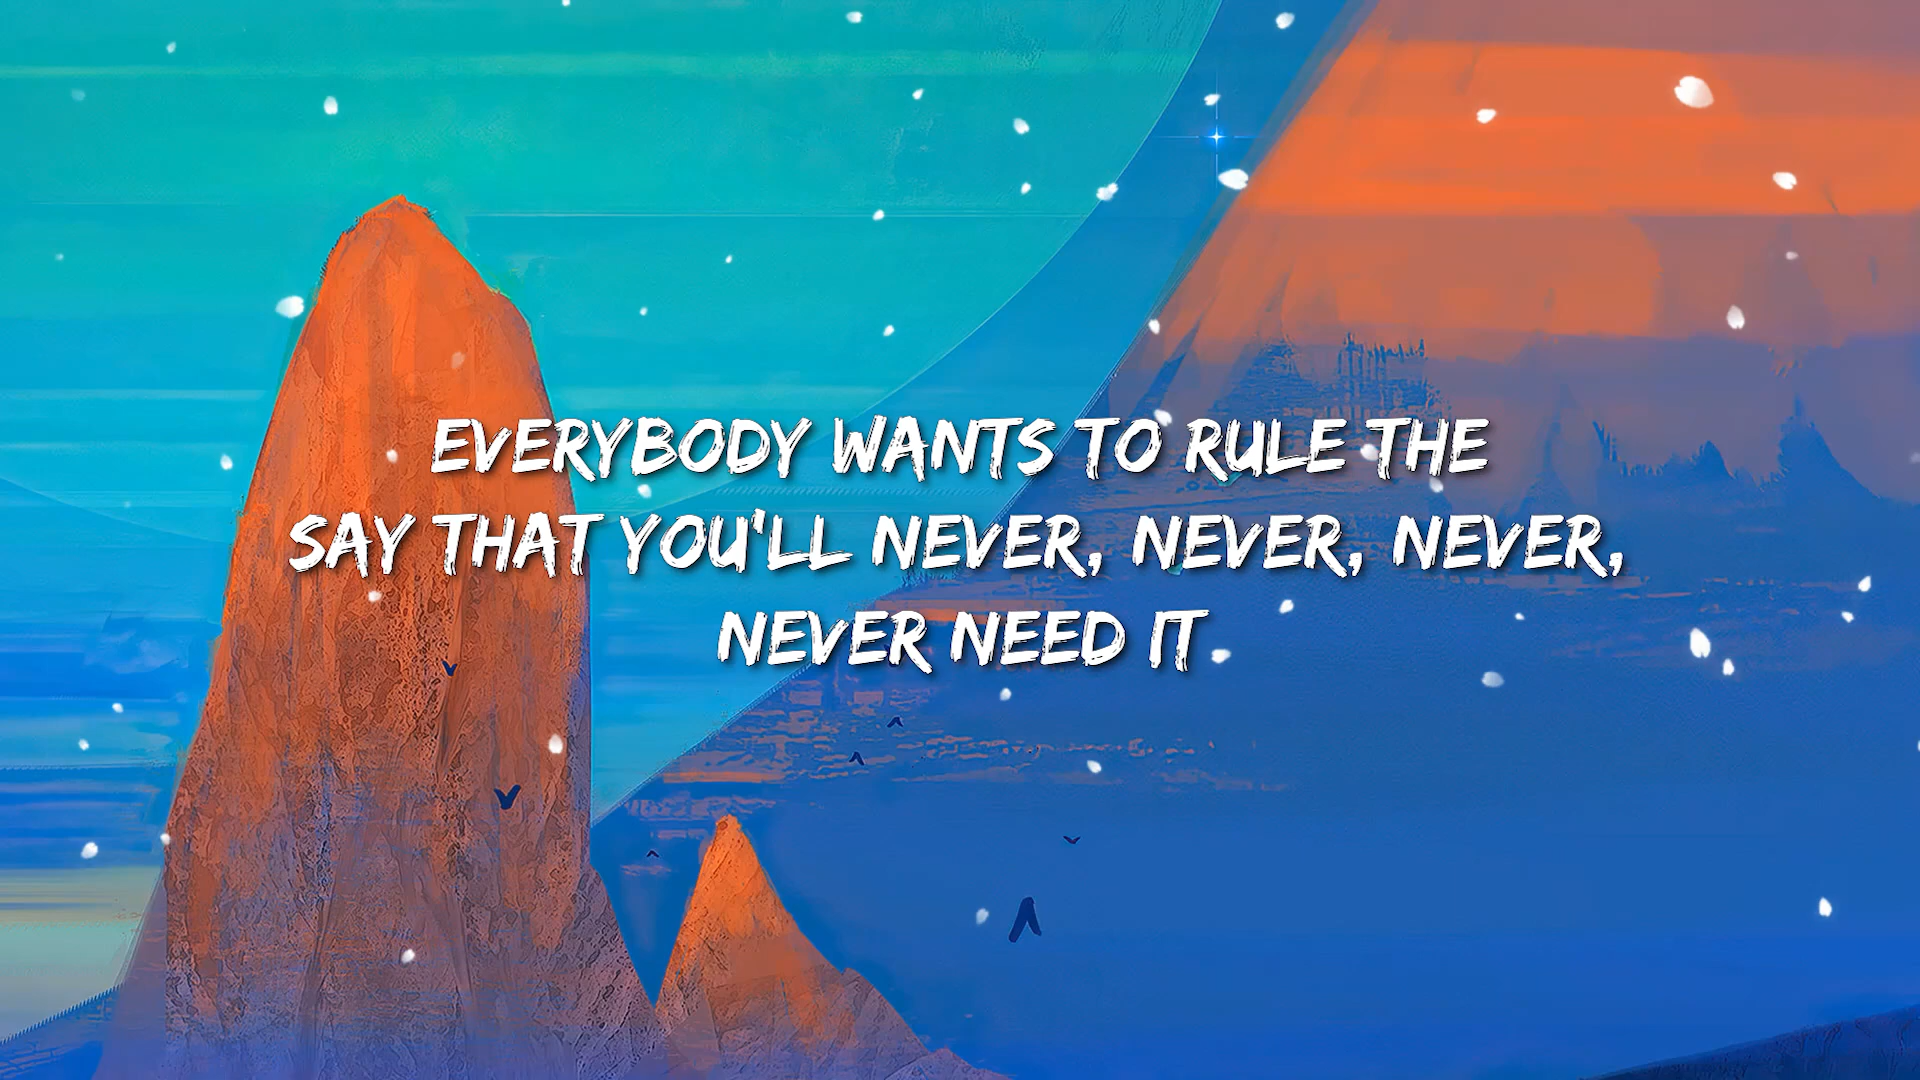 EVERYBODY WANTS TO RULE THE
SAY THAT YOU'LL NEVER, NEVER, NEVER,
NEVER NEED IT